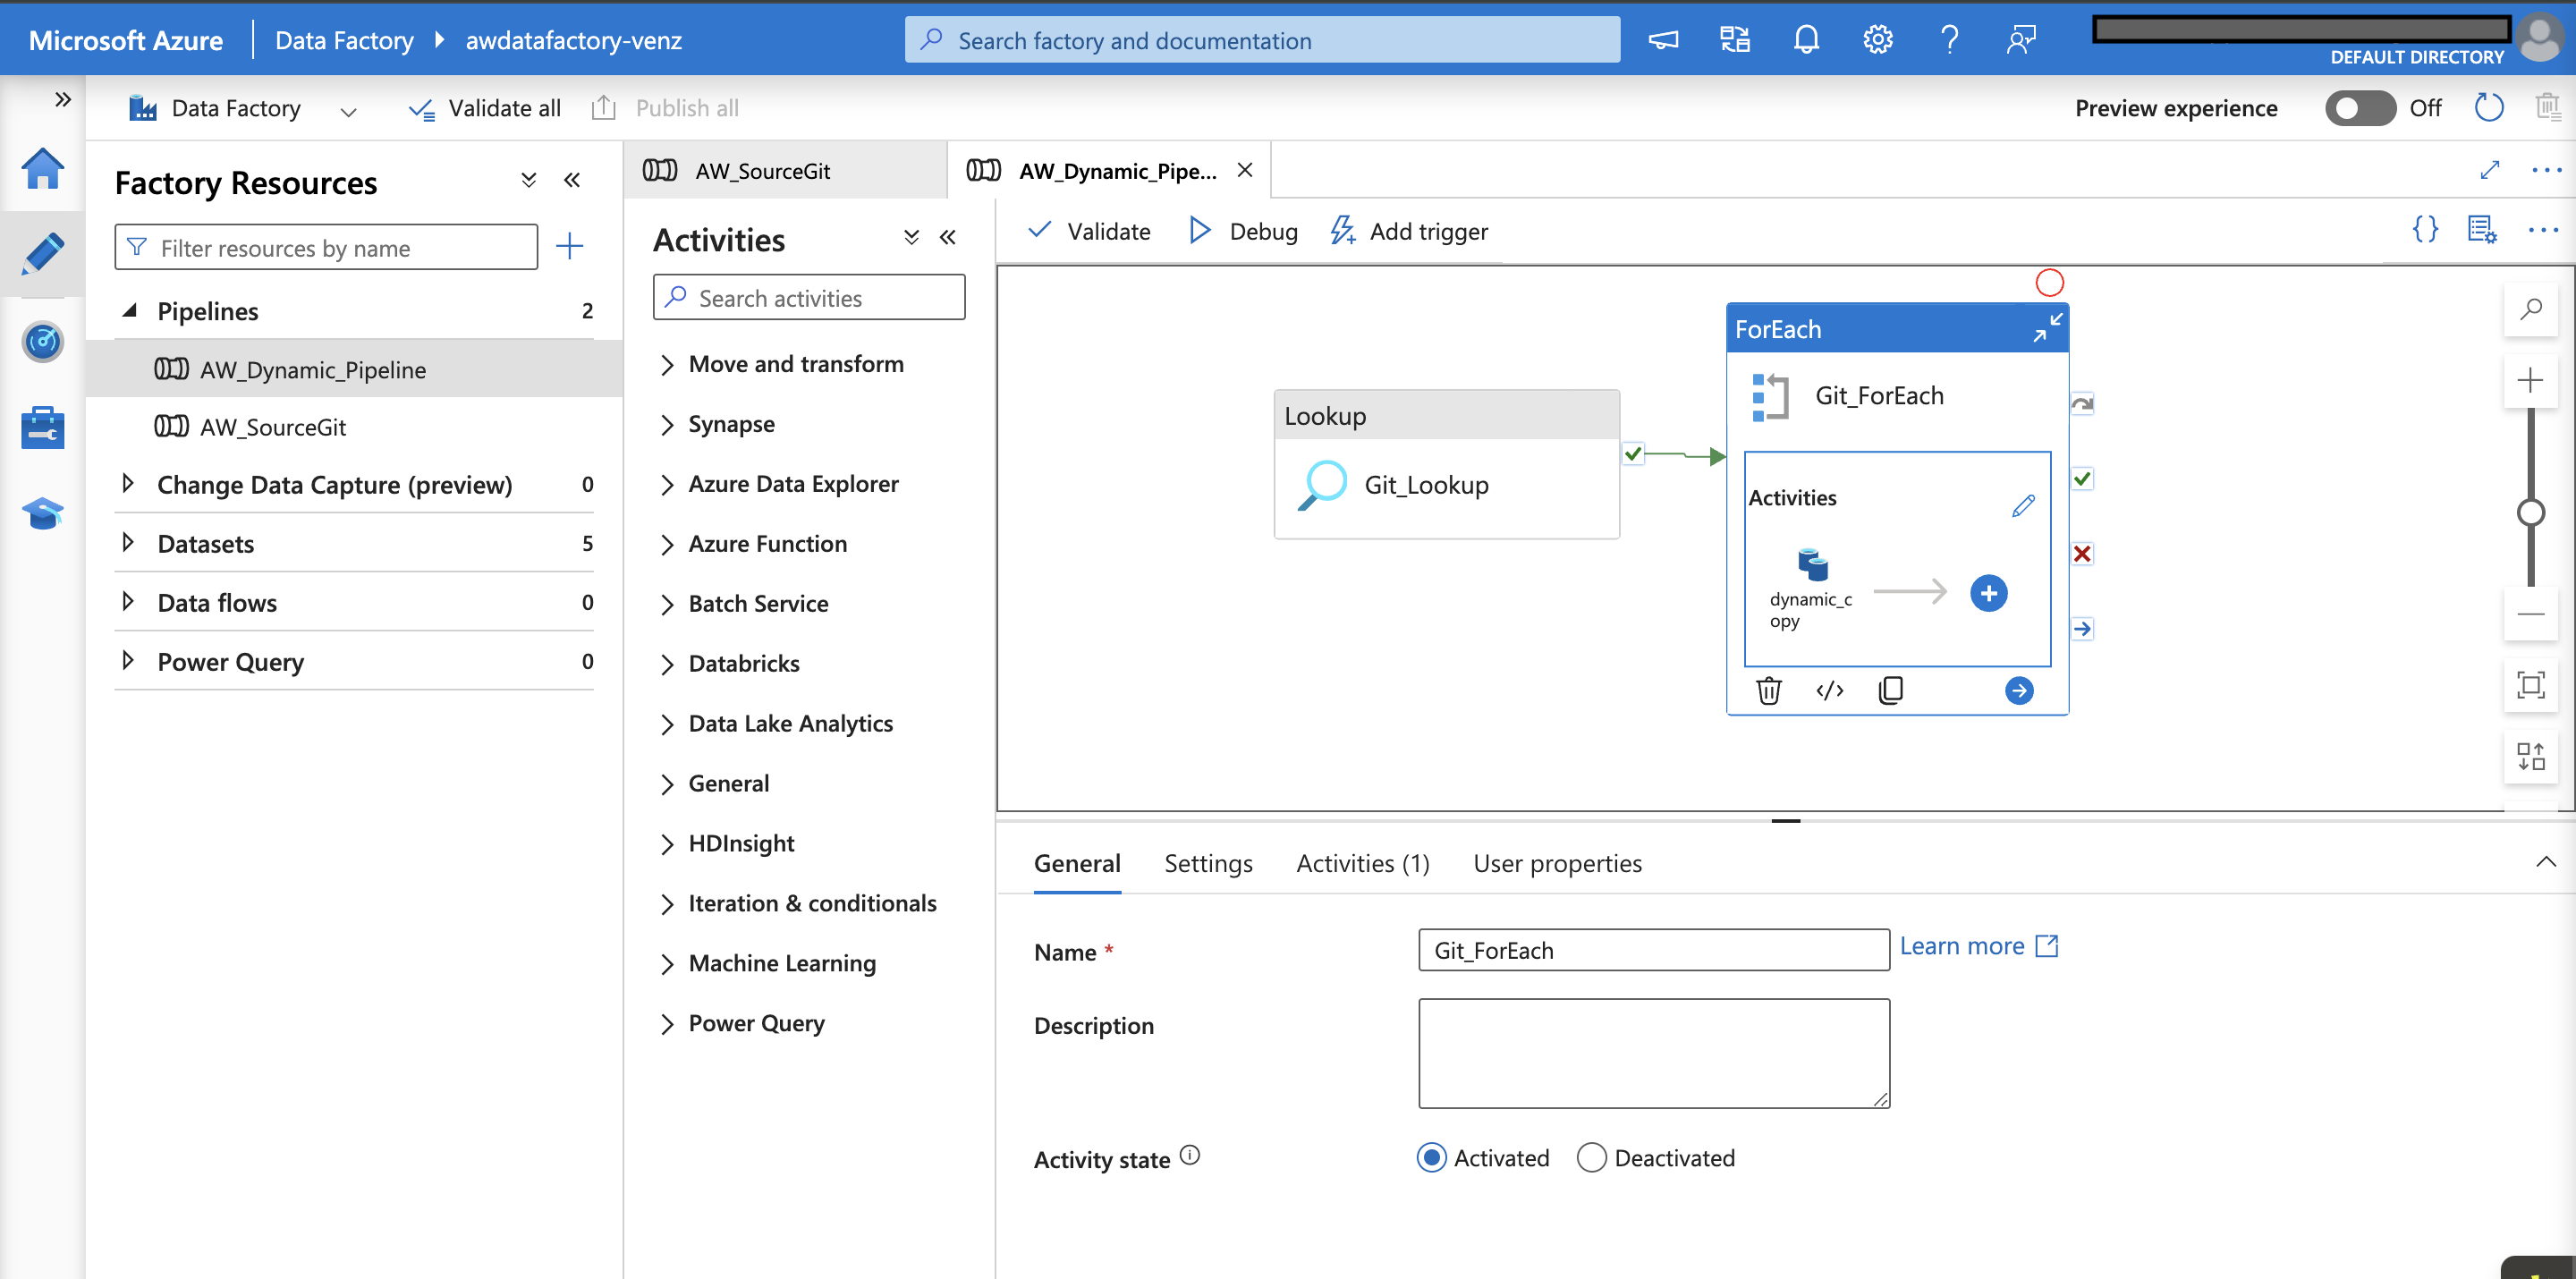 Microsoft Azure Data Factory awdatafactory-venz Search factory and documentation
DEFAULT DIRECTORY
Data Factory Validate all Publish all Preview experience Off
Factory Resources
Filter resources by name
Pipelines 2
AW_Dynamic_Pipeline
AW_SourceGit
Change Data Capture (preview) 0
Datasets 5
Data flows 0
Power Query 0
AW_SourceGit AW_Dynamic_Pipe...
Activities
Search activities
Move and transform
Synapse
Azure Data Explorer
Azure Function
Batch Service
Databricks
Data Lake Analytics
General
HDInsight
Iteration & conditionals
Machine Learning
Power Query
Validate Debug Add trigger
Lookup
Git_Lookup
ForEach
Git_ForEach
Activities
dynamic_c
opy
General Settings Activities (1) User properties
Name * Git_ForEach Learn more
Description
Activity state Activated Deactivated